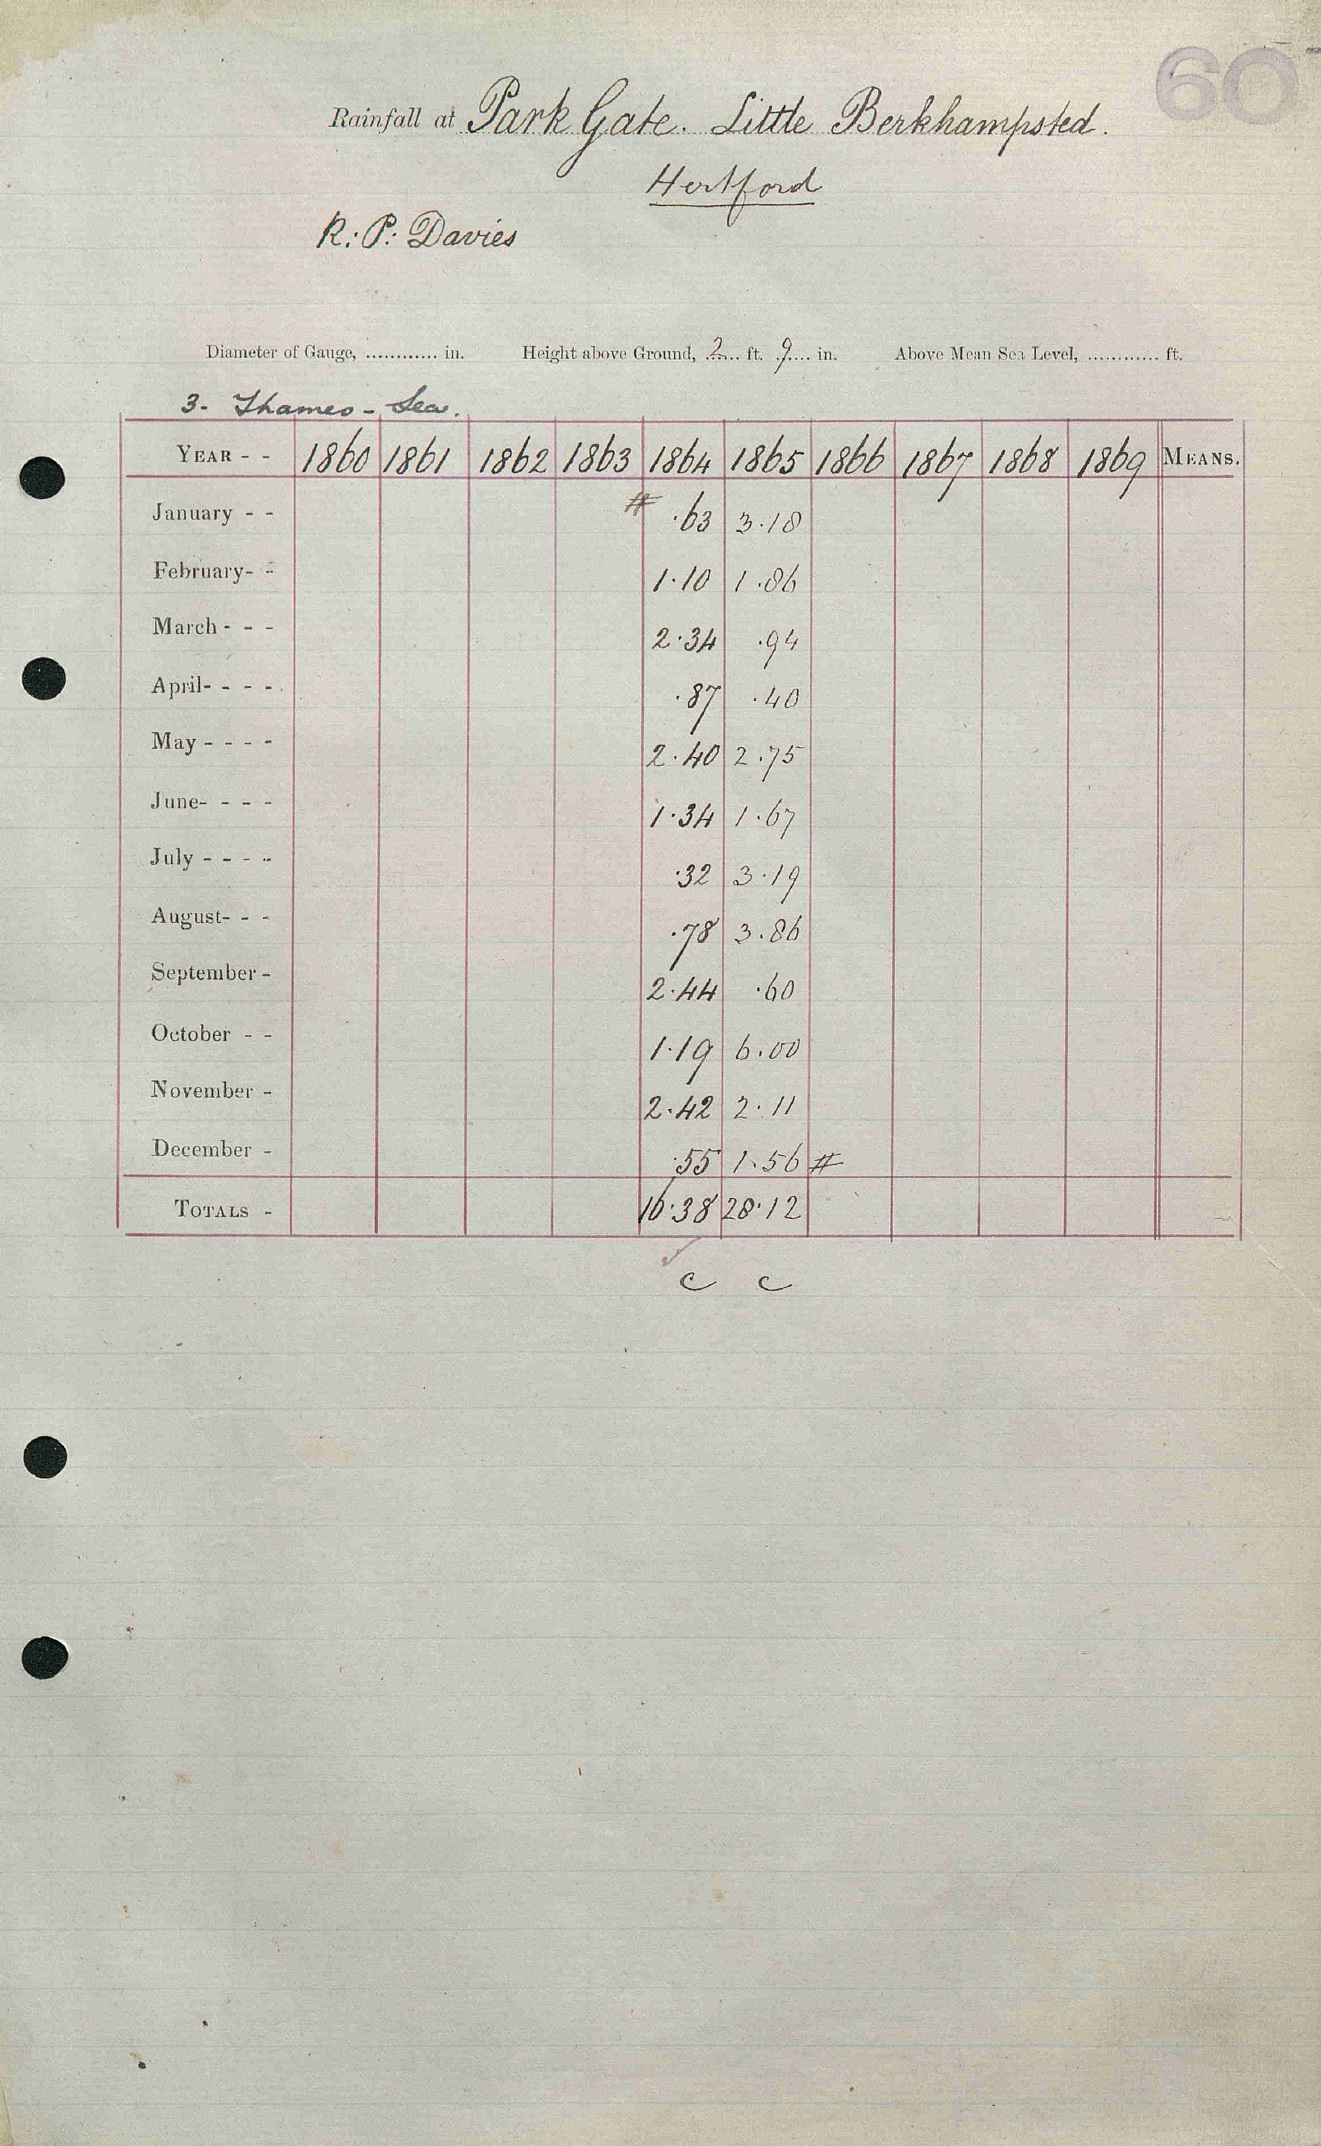 60
Rainfall at Park Gate. Little Berkhampsted.
Hertford
R: P: Davies
Diameter of Gauge, ............ in. Height above Ground, 2 ft. 9 in. Above Mean Sea Level, ............ ft.
3. Thames - Sea.
YEAR - - 1860 1861 1862 1863 1864 1865 1866 1867 1868 1869 MEANS.
January - - # .63 3.18
February- - 1.10 1.86
March - - - 2.34 .94
April- - - - .87 .40
May - - - - 2.40 2.75
June- - - - 1.34 1.67
July - - - - .32 3.19
August- - - .78 3.86
September - 2.44 .60
October - - 1.19 6.00
November - 2.42 2.11
December - .55 1.56 #
TOTALS - 16.38 28.12
c c